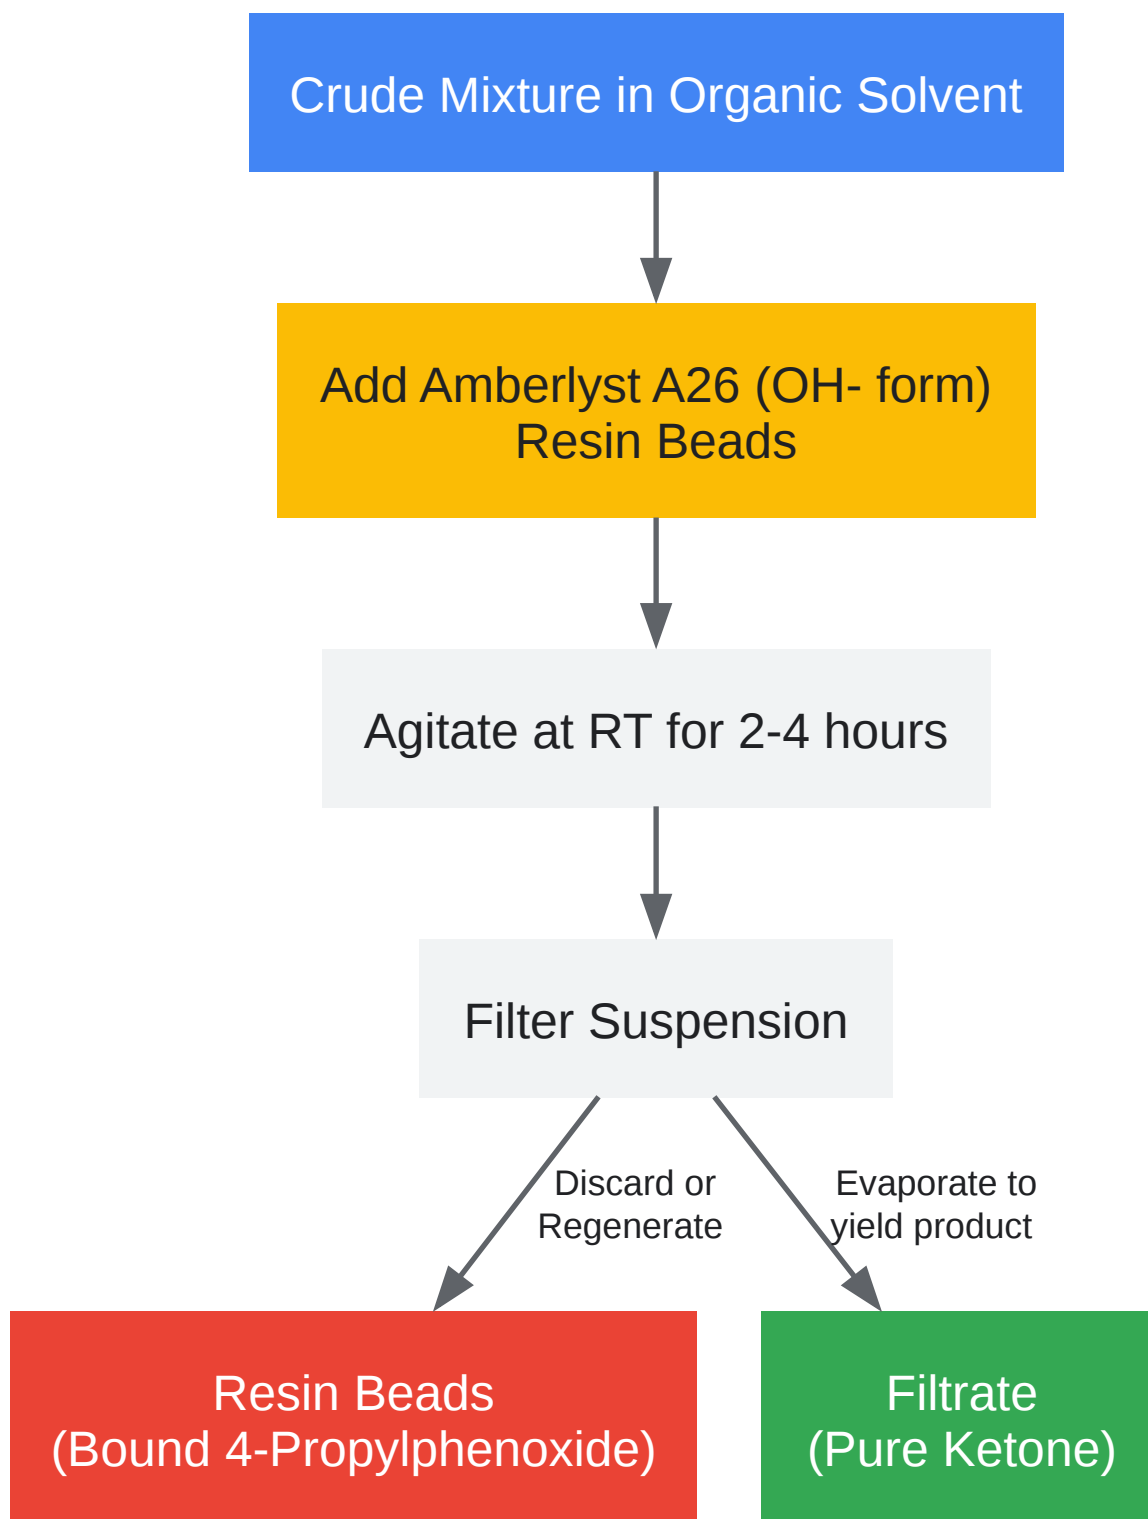 Crude Mixture in Organic Solvent
Add Amberlyst A26 (OH- form)
Resin Beads
Agitate at RT for 2-4 hours
Filter Suspension
Discard or
Regenerate
Evaporate to
yield product
Resin Beads
(Bound 4-Propylphenoxide)
Filtrate
(Pure Ketone)